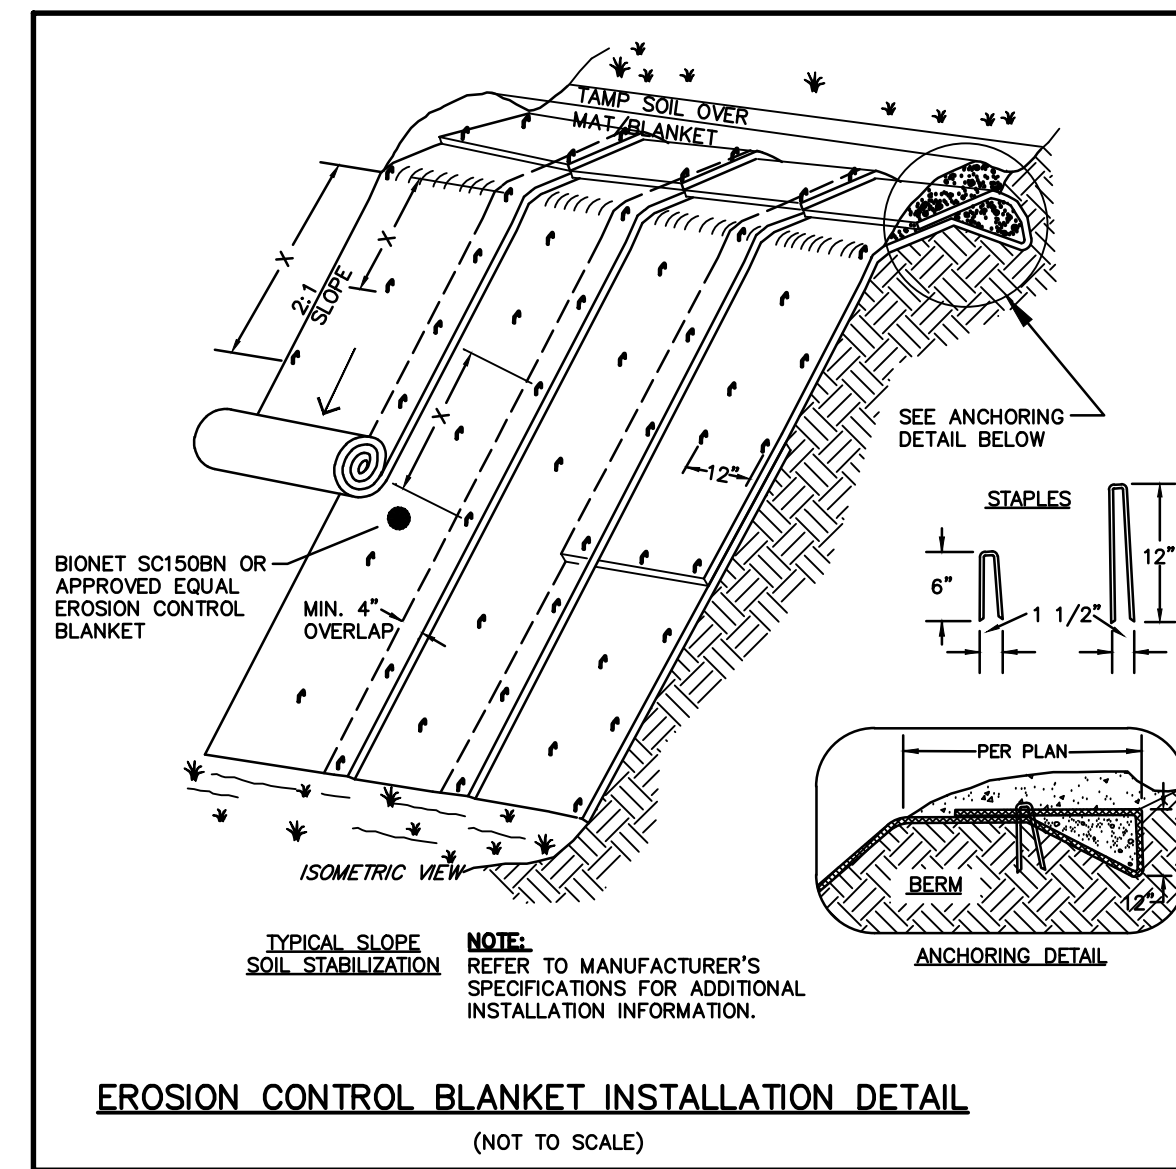 TAMP SOIL OVER
MAT/BLANKET
X
X
2:1
SLOPE
X
12"
SEE ANCHORING
DETAIL BELOW
STAPLES
6"
12"
1 1/2"
BIONET SC150BN OR
APPROVED EQUAL
EROSION CONTROL
BLANKET
MIN. 4"
OVERLAP
PER PLAN
BERM
12"
ANCHORING DETAIL
ISOMETRIC VIEW
TYPICAL SLOPE
SOIL STABILIZATION
NOTE:
REFER TO MANUFACTURER'S
SPECIFICATIONS FOR ADDITIONAL
INSTALLATION INFORMATION.
EROSION CONTROL BLANKET INSTALLATION DETAIL
(NOT TO SCALE)